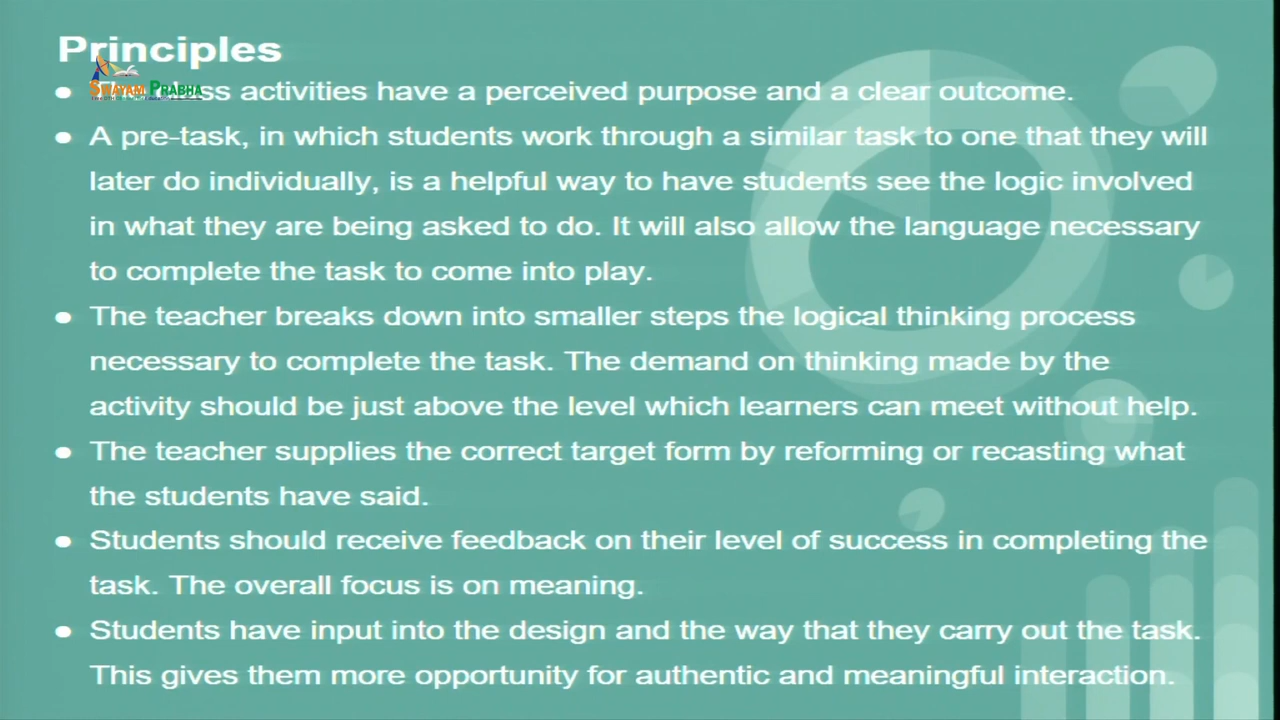 Principles
SWAYAM PRABHA
● The class activities have a perceived purpose and a clear outcome.
● A pre-task, in which students work through a similar task to one that they will
later do individually, is a helpful way to have students see the logic involved
in what they are being asked to do. It will also allow the language necessary
to complete the task to come into play.
● The teacher breaks down into smaller steps the logical thinking process
necessary to complete the task. The demand on thinking made by the
activity should be just above the level which learners can meet without help.
● The teacher supplies the correct target form by reforming or recasting what
the students have said.
● Students should receive feedback on their level of success in completing the
task. The overall focus is on meaning.
● Students have input into the design and the way that they carry out the task.
This gives them more opportunity for authentic and meaningful interaction.